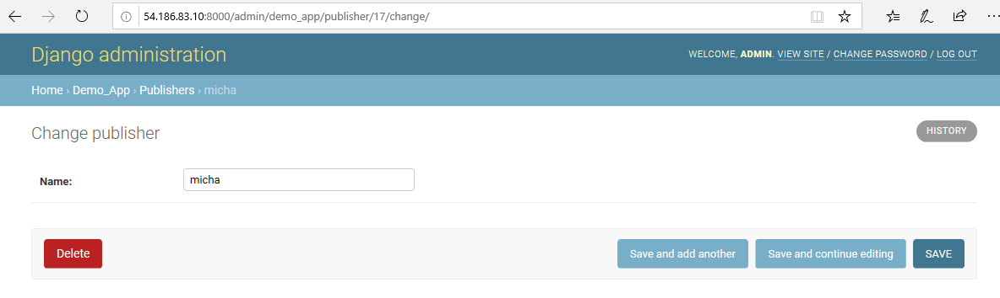 54.186.83.10:8000/admin/demo_app/publisher/17/change/
Django administration
WELCOME, ADMIN. VIEW SITE / CHANGE PASSWORD / LOG OUT
Home › Demo_App › Publishers › micha
Change publisher
HISTORY
Name:
micha
Delete
Save and add another
Save and continue editing
SAVE